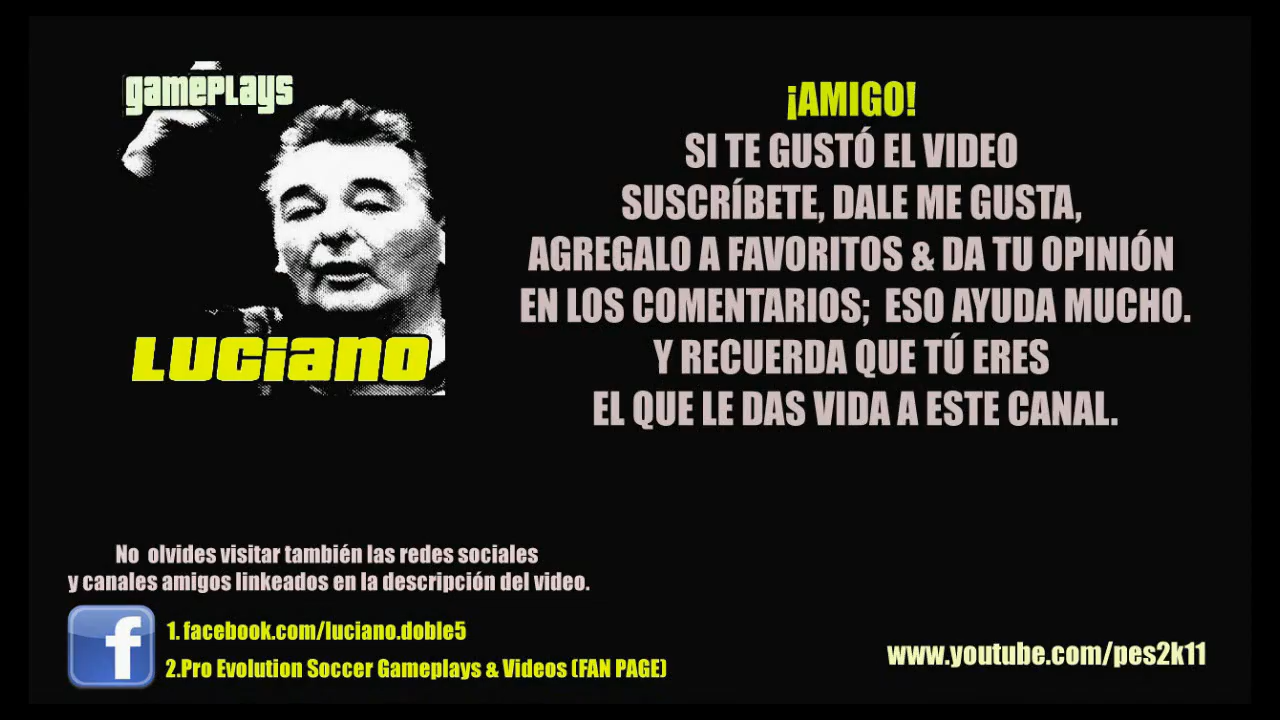 gamePLays
LUCiano
¡AMIGO!
SI TE GUSTÓ EL VIDEO
SUSCRÍBETE, DALE ME GUSTA,
AGREGALO A FAVORITOS & DA TU OPINIÓN
EN LOS COMENTARIOS; ESO AYUDA MUCHO.
Y RECUERDA QUE TÚ ERES
EL QUE LE DAS VIDA A ESTE CANAL.
No olvides visitar también las redes sociales
y canales amigos linkeados en la descripción del video.
f
1. facebook.com/luciano.doble5
2.Pro Evolution Soccer Gameplays & Videos (FAN PAGE)
www.youtube.com/pes2k11